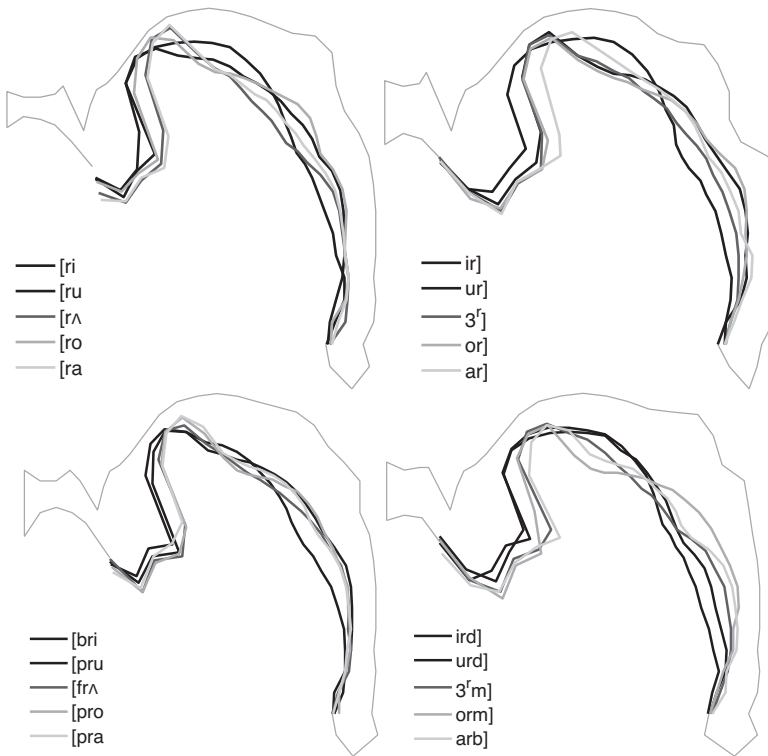 [ri
[ru
[rʌ
[ro
[ra
ir]
ur]
3ʳ]
or]
ar]
[bri
[pru
[frʌ
[pro
[pra
ird]
urd]
3ʳm]
orm]
arb]